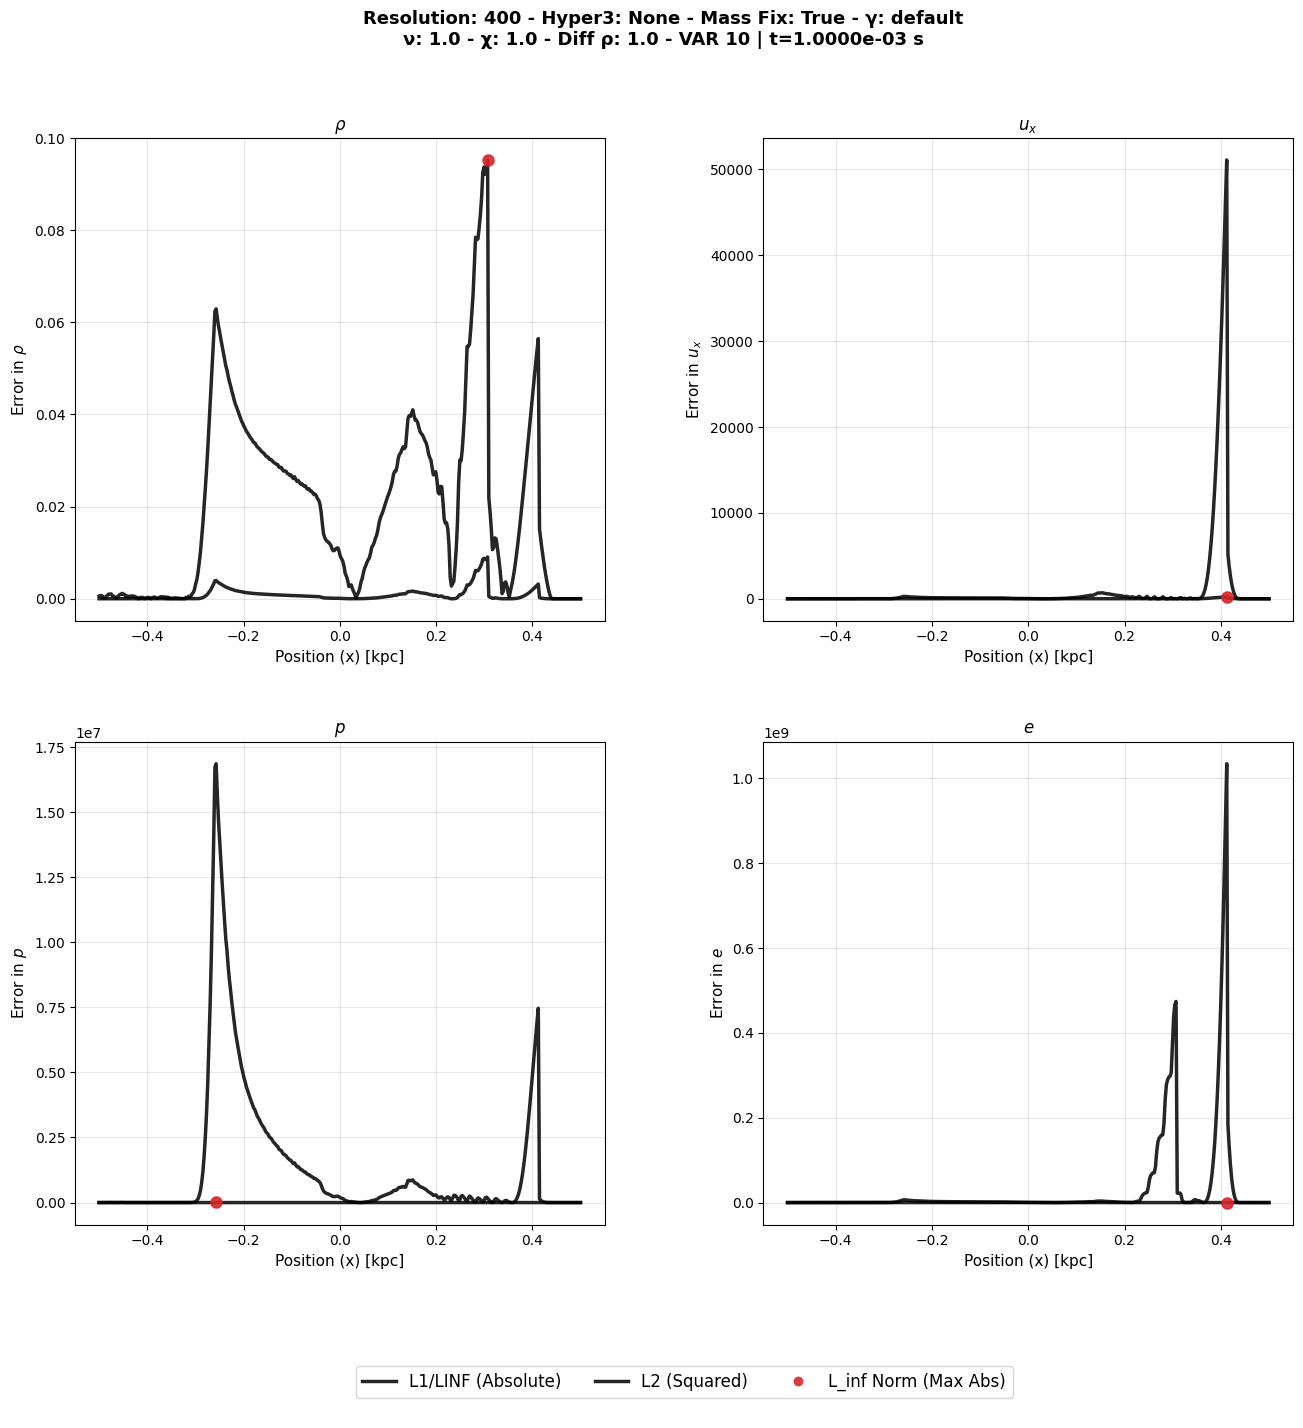 Resolution: 400 - Hyper3: None - Mass Fix: True - γ: default
ν: 1.0 - χ: 1.0 - Diff ρ: 1.0 - VAR 10 | t=1.0000e-03 s
ρ
0.10
0.08
0.06
0.04
0.02
0.00
Error in ρ
−0.4 −0.2 0.0 0.2 0.4
Position (x) [kpc]
u_x
50000
40000
30000
20000
10000
0
Error in u_x
−0.4 −0.2 0.0 0.2 0.4
Position (x) [kpc]
p
1e7
1.75
1.50
1.25
1.00
0.75
0.50
0.25
0.00
Error in p
−0.4 −0.2 0.0 0.2 0.4
Position (x) [kpc]
e
1e9
1.0
0.8
0.6
0.4
0.2
0.0
Error in e
−0.4 −0.2 0.0 0.2 0.4
Position (x) [kpc]
L1/LINF (Absolute) L2 (Squared) L_inf Norm (Max Abs)